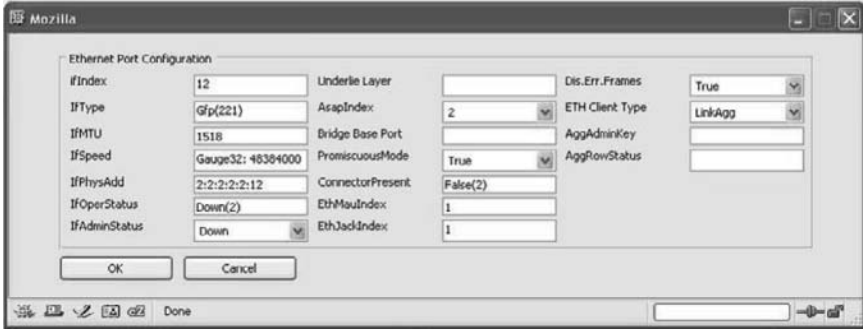 Mozilla
Ethernet Port Configuration
ifIndex 12 Underlie Layer Dis.Err.Frames True
IfType Gfp(221) AsapIndex 2 ETH Client Type LinkAgg
IfMTU 1518 Bridge Base Port AggAdminKey
IfSpeed Gauge32: 48384000 PromiscuousMode True AggRowStatus
IfPhysAdd 2:2:2:2:2:12 ConnectorPresent False(2)
IfOperStatus Down(2) EthMauIndex 1
IfAdminStatus Down EthJackIndex 1
OK Cancel
Done